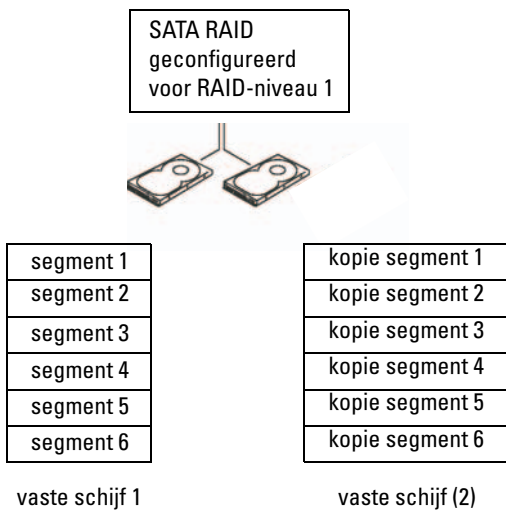 SATA RAID
geconfigureerd
voor RAID-niveau 1
segment 1
segment 2
segment 3
segment 4
segment 5
segment 6
kopie segment 1
kopie segment 2
kopie segment 3
kopie segment 4
kopie segment 5
kopie segment 6
vaste schijf 1
vaste schijf (2)